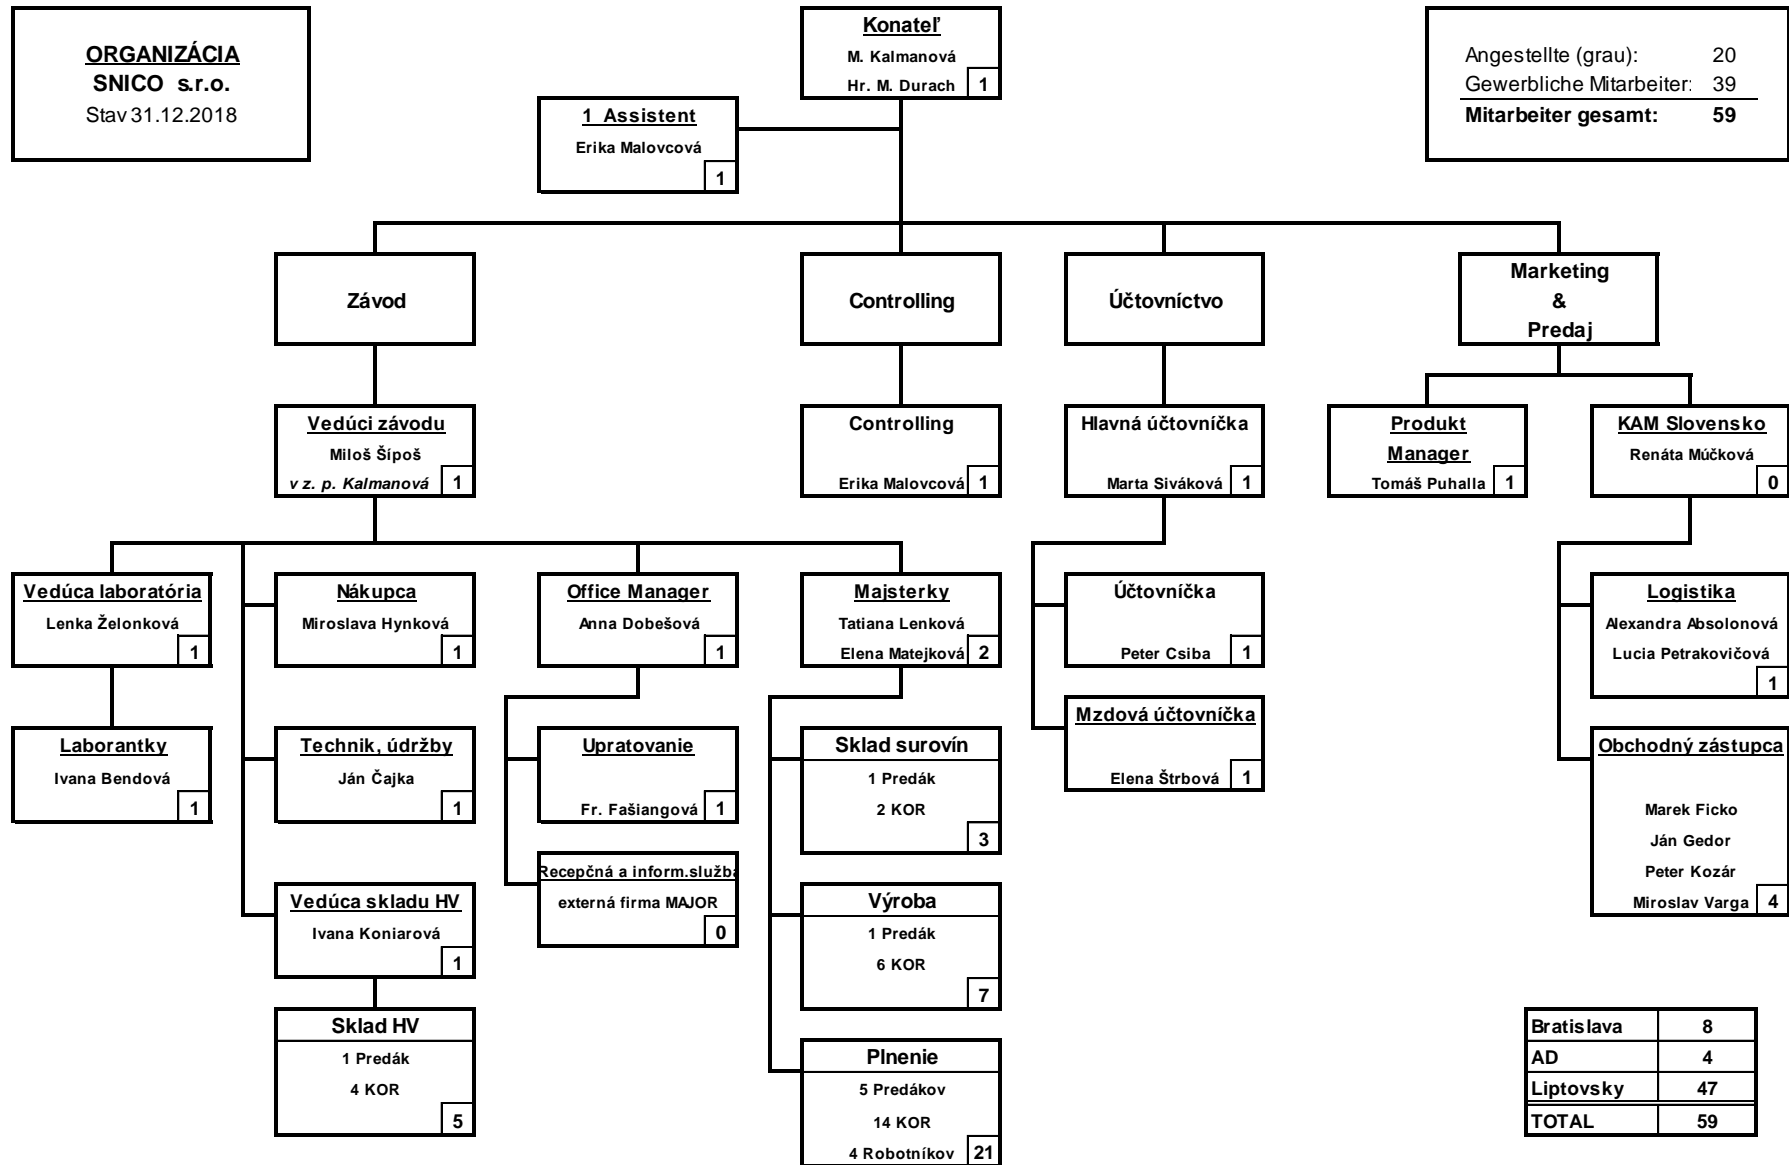 ORGANIZÁCIA
SNICO s.r.o.
Stav 31.12.2018
Konateľ
M. Kalmanová
Hr. M. Durach 1
Angestellte (grau): 20
Gewerbliche Mitarbeiter: 39
Mitarbeiter gesamt: 59
1 Assistent
Erika Malovcová
1
Závod
Controlling
Účtovníctvo
Marketing
&
Predaj
Vedúci závodu
Miloš Šípoš
v z. p. Kalmanová 1
Controlling
Erika Malovcová 1
Hlavná účtovníčka
Marta Siváková 1
Produkt
Manager
Tomáš Puhalla 1
KAM Slovensko
Renáta Múčková
0
Vedúca laboratória
Lenka Želonková
1
Nákupca
Miroslava Hynková
1
Office Manager
Anna Dobešová
1
Majsterky
Tatiana Lenková
Elena Matejková 2
Účtovníčka
Peter Csiba 1
Logistika
Alexandra Absolonová
Lucia Petrakovičová
1
Laborantky
Ivana Bendová
1
Technik, údržby
Ján Čajka
1
Upratovanie
Fr. Fašiangová 1
Sklad surovín
1 Predák
2 KOR
3
Mzdová účtovníčka
Elena Štrbová 1
Obchodný zástupca
Marek Ficko
Ján Gedor
Peter Kozár
Miroslav Varga 4
Vedúca skladu HV
Ivana Koniarová
1
Recepčná a inform.služba
externá firma MAJOR
0
Výroba
1 Predák
6 KOR
7
Sklad HV
1 Predák
4 KOR
5
Plnenie
5 Predákov
14 KOR
4 Robotníkov 21
Bratislava 8
AD 4
Liptovsky 47
TOTAL 59